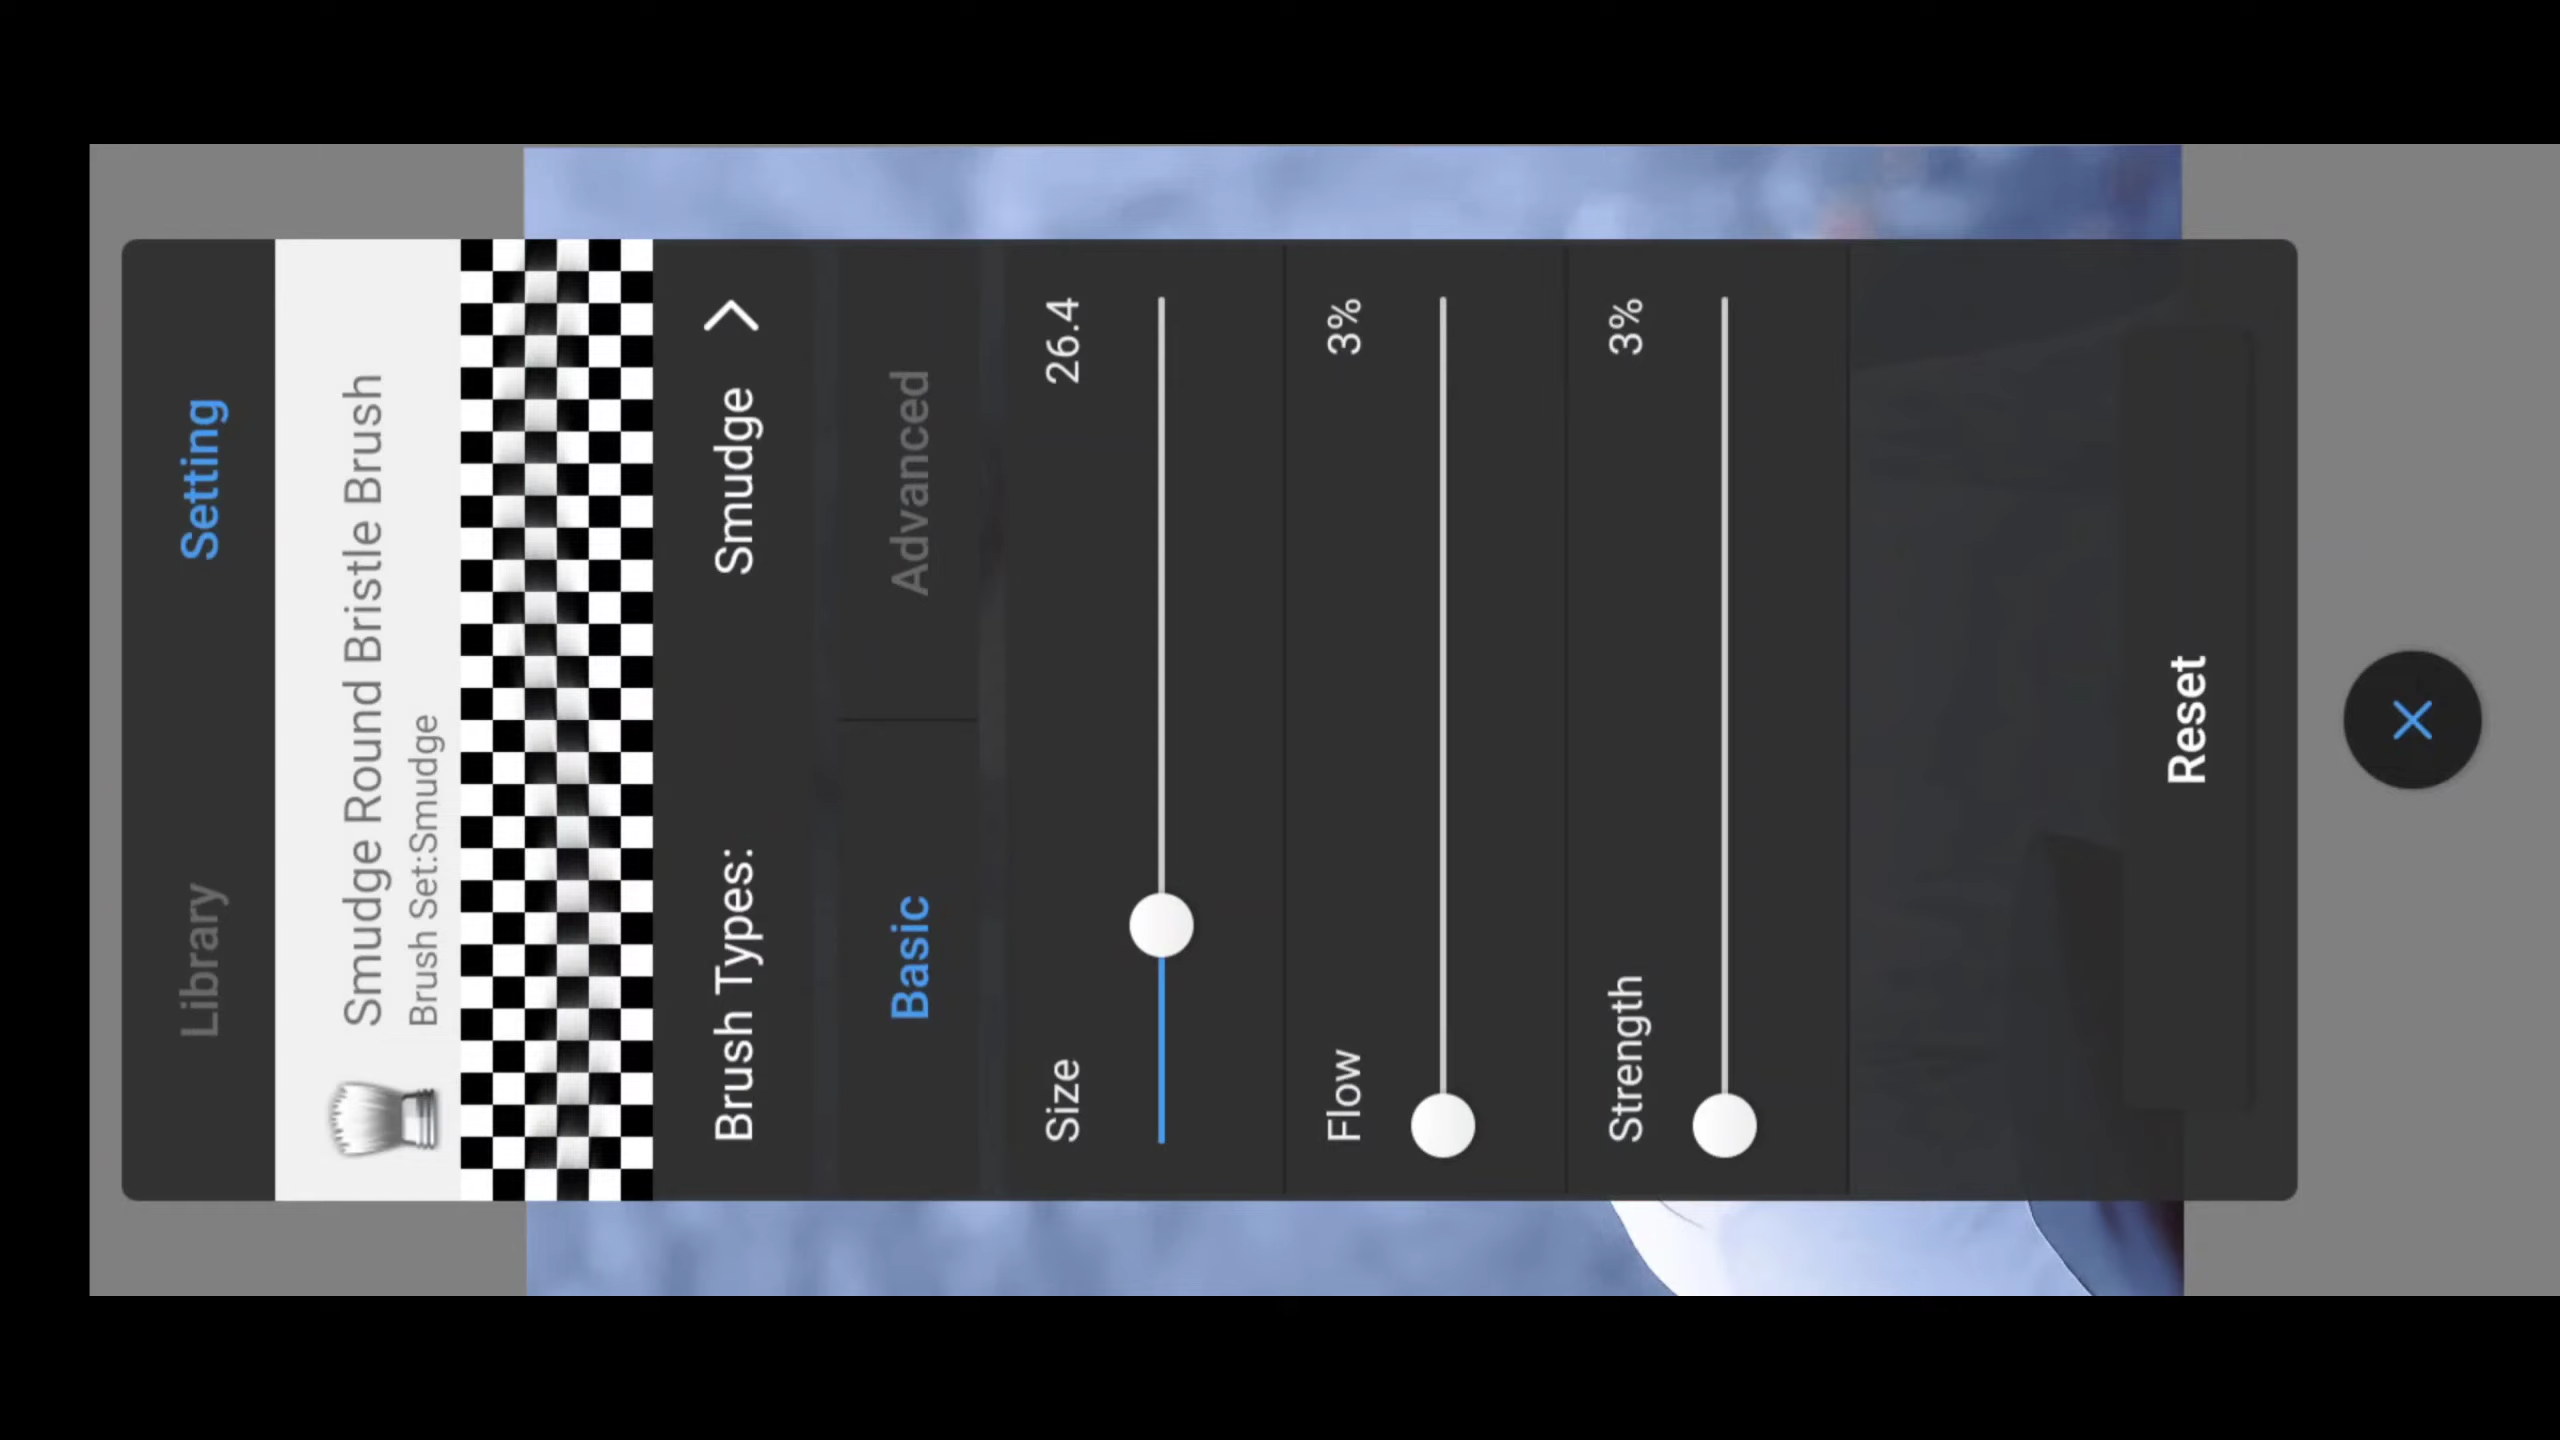 Library Setting
Smudge Round Bristle Brush
Brush Set:Smudge
Brush Types: Smudge
Basic Advanced
Size 26.4
Flow 3%
Strength 3%
Reset